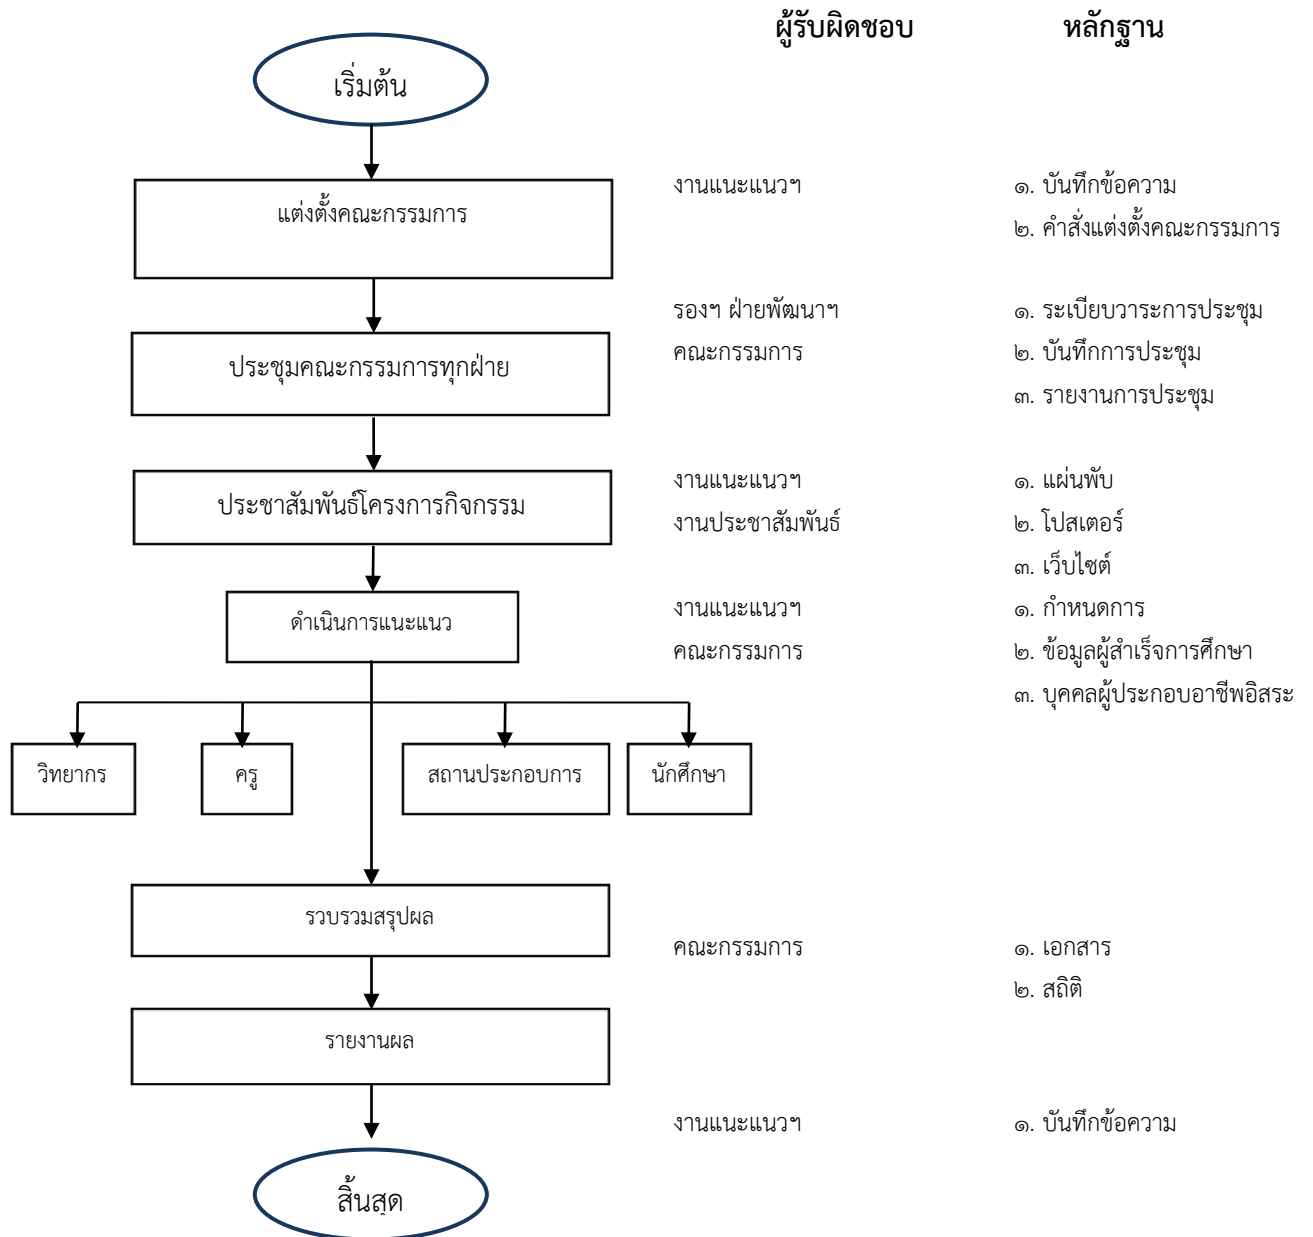 ผู้รับผิดชอบ หลักฐาน
เริ่มต้น
แต่งตั้งคณะกรรมการ
งานแนะแนวฯ ๑. บันทึกข้อความ
๒. คำสั่งแต่งตั้งคณะกรรมการ
รองฯ ฝ่ายพัฒนาฯ ๑. ระเบียบวาระการประชุม
ประชุมคณะกรรมการทุกฝ่าย
คณะกรรมการ ๒. บันทึกการประชุม
๓. รายงานการประชุม
ประชาสัมพันธ์โครงการกิจกรรม
งานแนะแนวฯ ๑. แผ่นพับ
งานประชาสัมพันธ์ ๒. โปสเตอร์
๓. เว็บไซต์
ดำเนินการแนะแนว
งานแนะแนวฯ ๑. กำหนดการ
คณะกรรมการ ๒. ข้อมูลผู้สำเร็จการศึกษา
๓. บุคคลผู้ประกอบอาชีพอิสระ
วิทยากร ครู สถานประกอบการ นักศึกษา
รวบรวมสรุปผล
คณะกรรมการ ๑. เอกสาร
๒. สถิติ
รายงานผล
งานแนะแนวฯ ๑. บันทึกข้อความ
สิ้นสุด